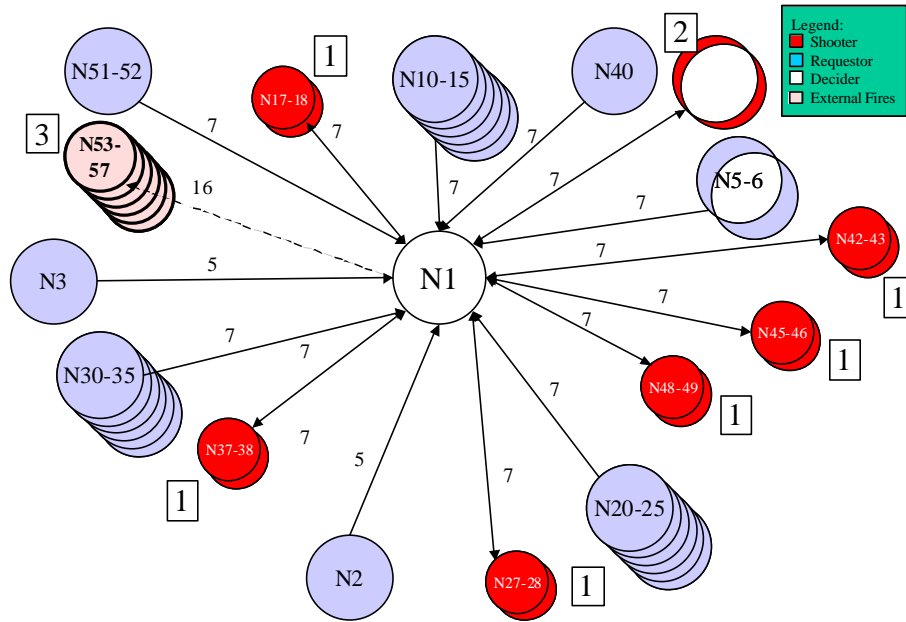 Legend:
Shooter
Requestor
Decider
External Fires
2
1
N51-52
N17-18
N10-15
N40
7
7
7
7
7
3
N53-
57
16
7
N5-6
7
N42-43
1
N3
5
N1
7
7
N45-46
1
7
N30-35
7
7
N48-49
1
N37-38
7
1
5
7
7
N20-25
N2
N27-28
1